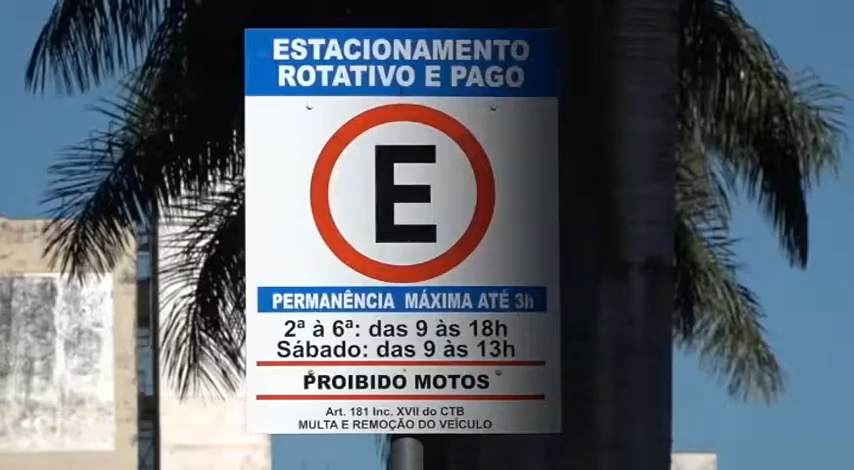 ESTACIONAMENTO
ROTATIVO E PAGO
E
PERMANÊNCIA MÁXIMA ATÉ 3h
2ª à 6ª: das 9 às 18h
Sábado: das 9 às 13h
PROIBIDO MOTOS
Art. 181 Inc. XVII do CTB
MULTA E REMOÇÃO DO VEÍCULO